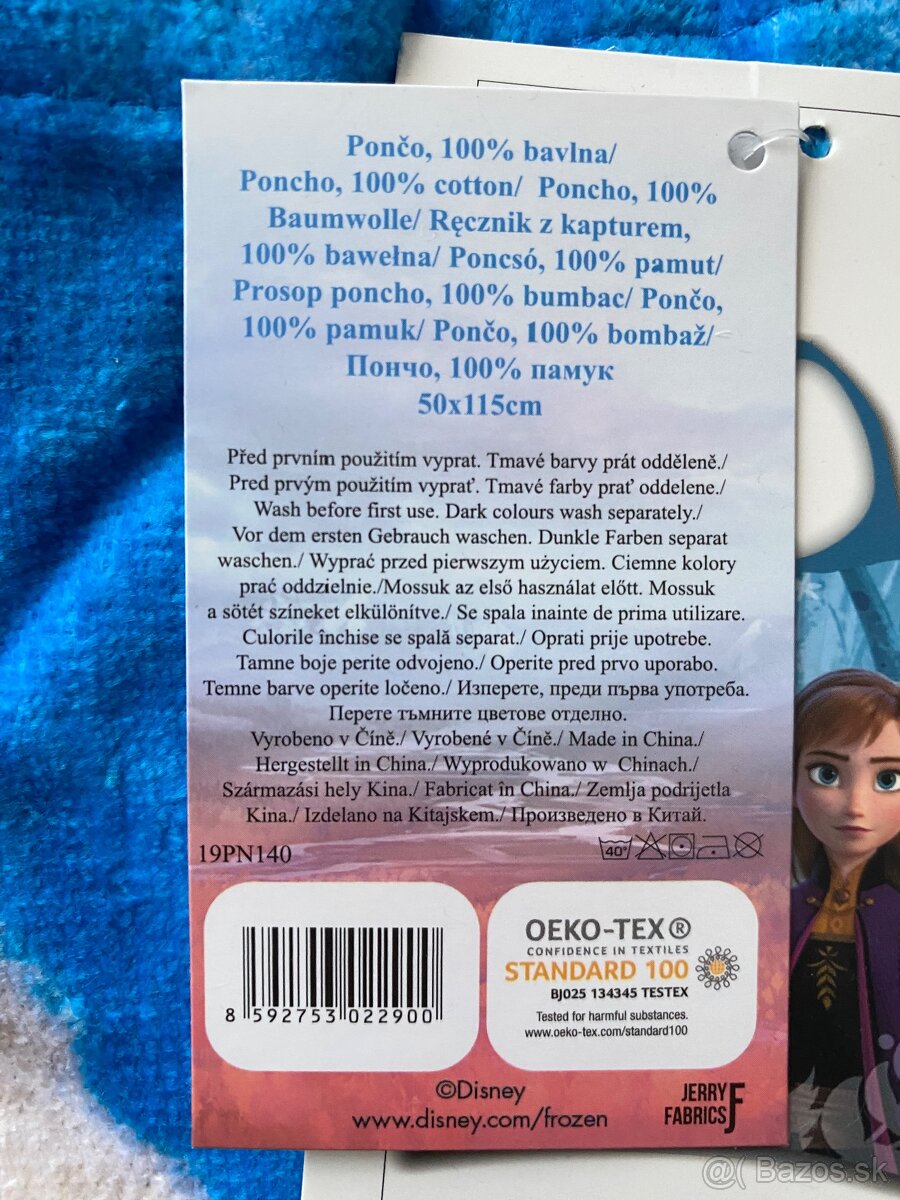 Pončo, 100% bavlna/
Poncho, 100% cotton/ Poncho, 100%
Baumwolle/ Ręcznik z kapturem,
100% bawełna/ Poncsó, 100% pamut/
Prosop poncho, 100% bumbac/ Pončo,
100% pamuk/ Pončo, 100% bombaž/
Пончо, 100% памук
50x115cm
Před prvním použitím vyprat. Tmavé barvy prát odděleně./
Pred prvým použitím vyprať. Tmavé farby prať oddelene./
Wash before first use. Dark colours wash separately./
Vor dem ersten Gebrauch waschen. Dunkle Farben separat
waschen./ Wyprać przed pierwszym użyciem. Ciemne kolory
prać oddzielnie./Mossuk az első használat előtt. Mossuk
a sötét színeket elkülönítve./ Se spala inainte de prima utilizare.
Culorile închise se spală separat./ Oprati prije upotrebe.
Tamne boje perite odvojeno./ Operite pred prvo uporabo.
Temne barve operite ločeno./ Изперете, преди първа употреба.
Перете тъмните цветове отделно.
Vyrobeno v Číně./ Vyrobené v Číne./ Made in China./
Hergestellt in China./ Wyprodukowano w Chinach./
Származási hely Kina./ Fabricat în China./ Zemlja podrijetla
Kina./ Izdelano na Kitajskem./ Произведено в Китай.
19PN140
40°
8 592753 022900
OEKO-TEX®
CONFIDENCE IN TEXTILES
STANDARD 100
BJ025 134345 TESTEX
Tested for harmful substances.
www.oeko-tex.com/standard100
©Disney
www.disney.com/frozen
JERRY
FABRICS
@( Bazos.sk